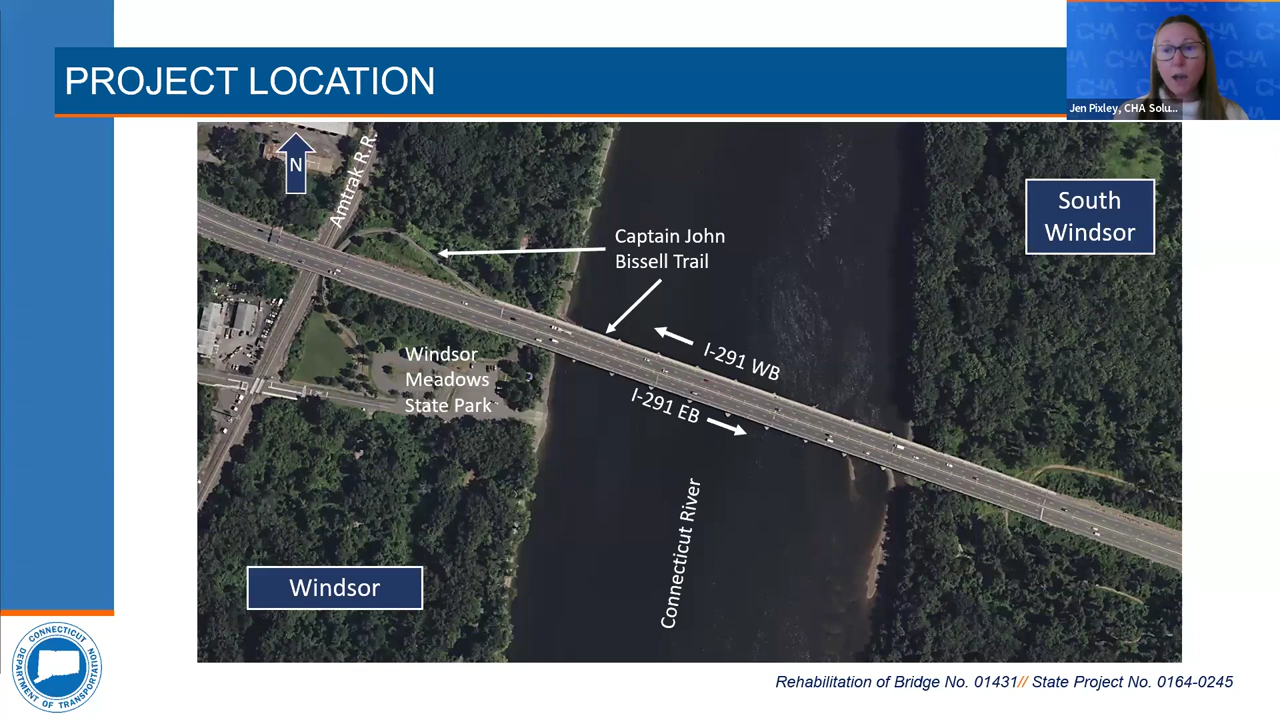 PROJECT LOCATION
CHA
Jen Pixley, CHA Solu...
N
Amtrak R.R.
South
Windsor
Captain John
Bissell Trail
I-291 WB
Windsor
Meadows
State Park
I-291 EB
Connecticut River
Windsor
CONNECTICUT
DEPARTMENT OF TRANSPORTATION
Rehabilitation of Bridge No. 01431// State Project No. 0164-0245